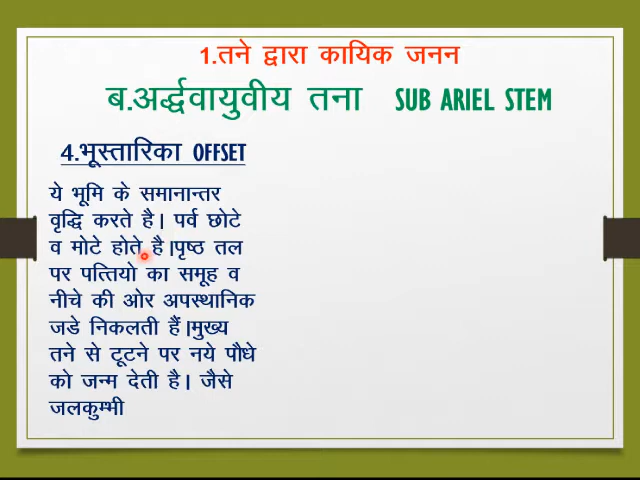 1.तने द्वारा कायिक जनन
ब.अर्द्धवायुवीय तना SUB ARIEL STEM
4.भूस्तारिका OFFSET
ये भूमि के समानान्तर
वृद्धि करते है। पर्व छोटे
व मोटे होते है।पृष्ठ तल
पर पत्तियो का समूह व
नीचे की ओर अपस्थानिक
जडे निकलती हैं।मुख्य
तने से टूटने पर नये पौधे
को जन्म देती है। जैसे
जलकुम्भी